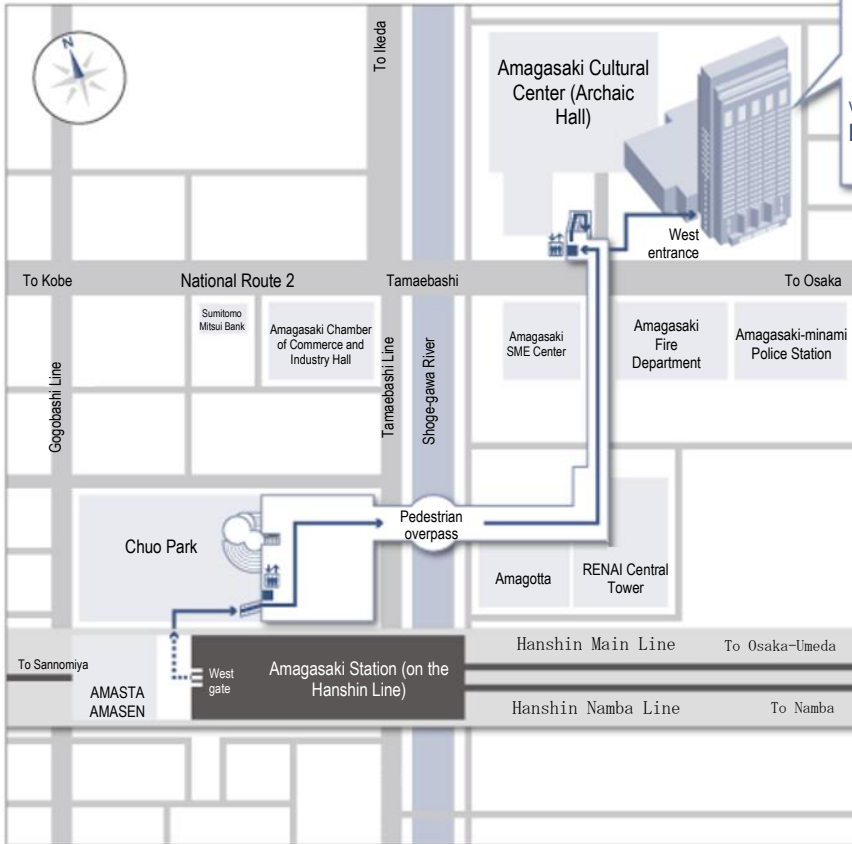 N
To Ikeda
Amagasaki Cultural
Center (Archaic
Hall)
West
entrance
To Kobe
National Route 2
Tamaebashi
To Osaka
Sumitomo
Mitsui Bank
Amagasaki Chamber
of Commerce and
Industry Hall
Amagasaki
SME Center
Amagasaki
Fire
Department
Amagasaki-minami
Police Station
Gogobashi Line
Tamaebashi Line
Shoge-gawa River
Chuo Park
Pedestrian
overpass
Amagotta
RENAI Central
Tower
To Sannomiya
AMASTA
AMASEN
West
gate
Amagasaki Station (on the
Hanshin Line)
Hanshin Main Line
To Osaka-Umeda
Hanshin Namba Line
To Namba